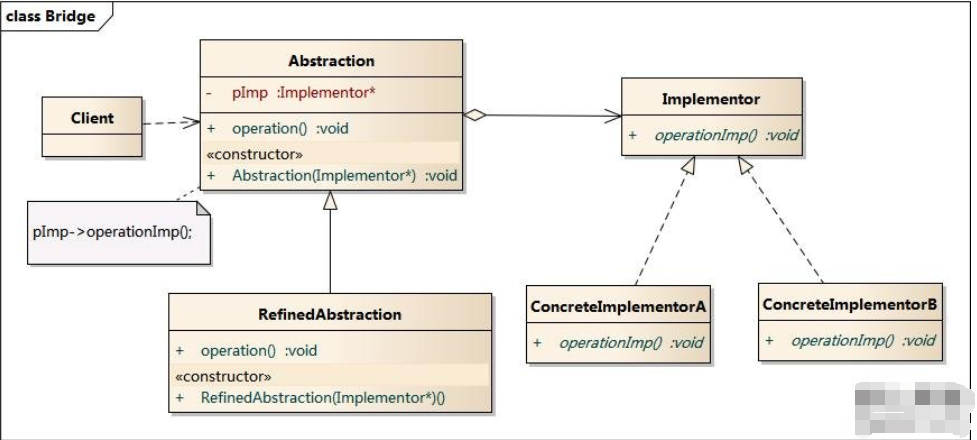 class Bridge
Abstraction
- pImp :Implementor*
+ operation() :void
«constructor»
+ Abstraction(Implementor*) :void
Client
Implementor
+ operationImp() :void
pImp->operationImp();
RefinedAbstraction
+ operation() :void
«constructor»
+ RefinedAbstraction(Implementor*)()
ConcreteImplementorA
+ operationImp() :void
ConcreteImplementorB
+ operationImp() :void